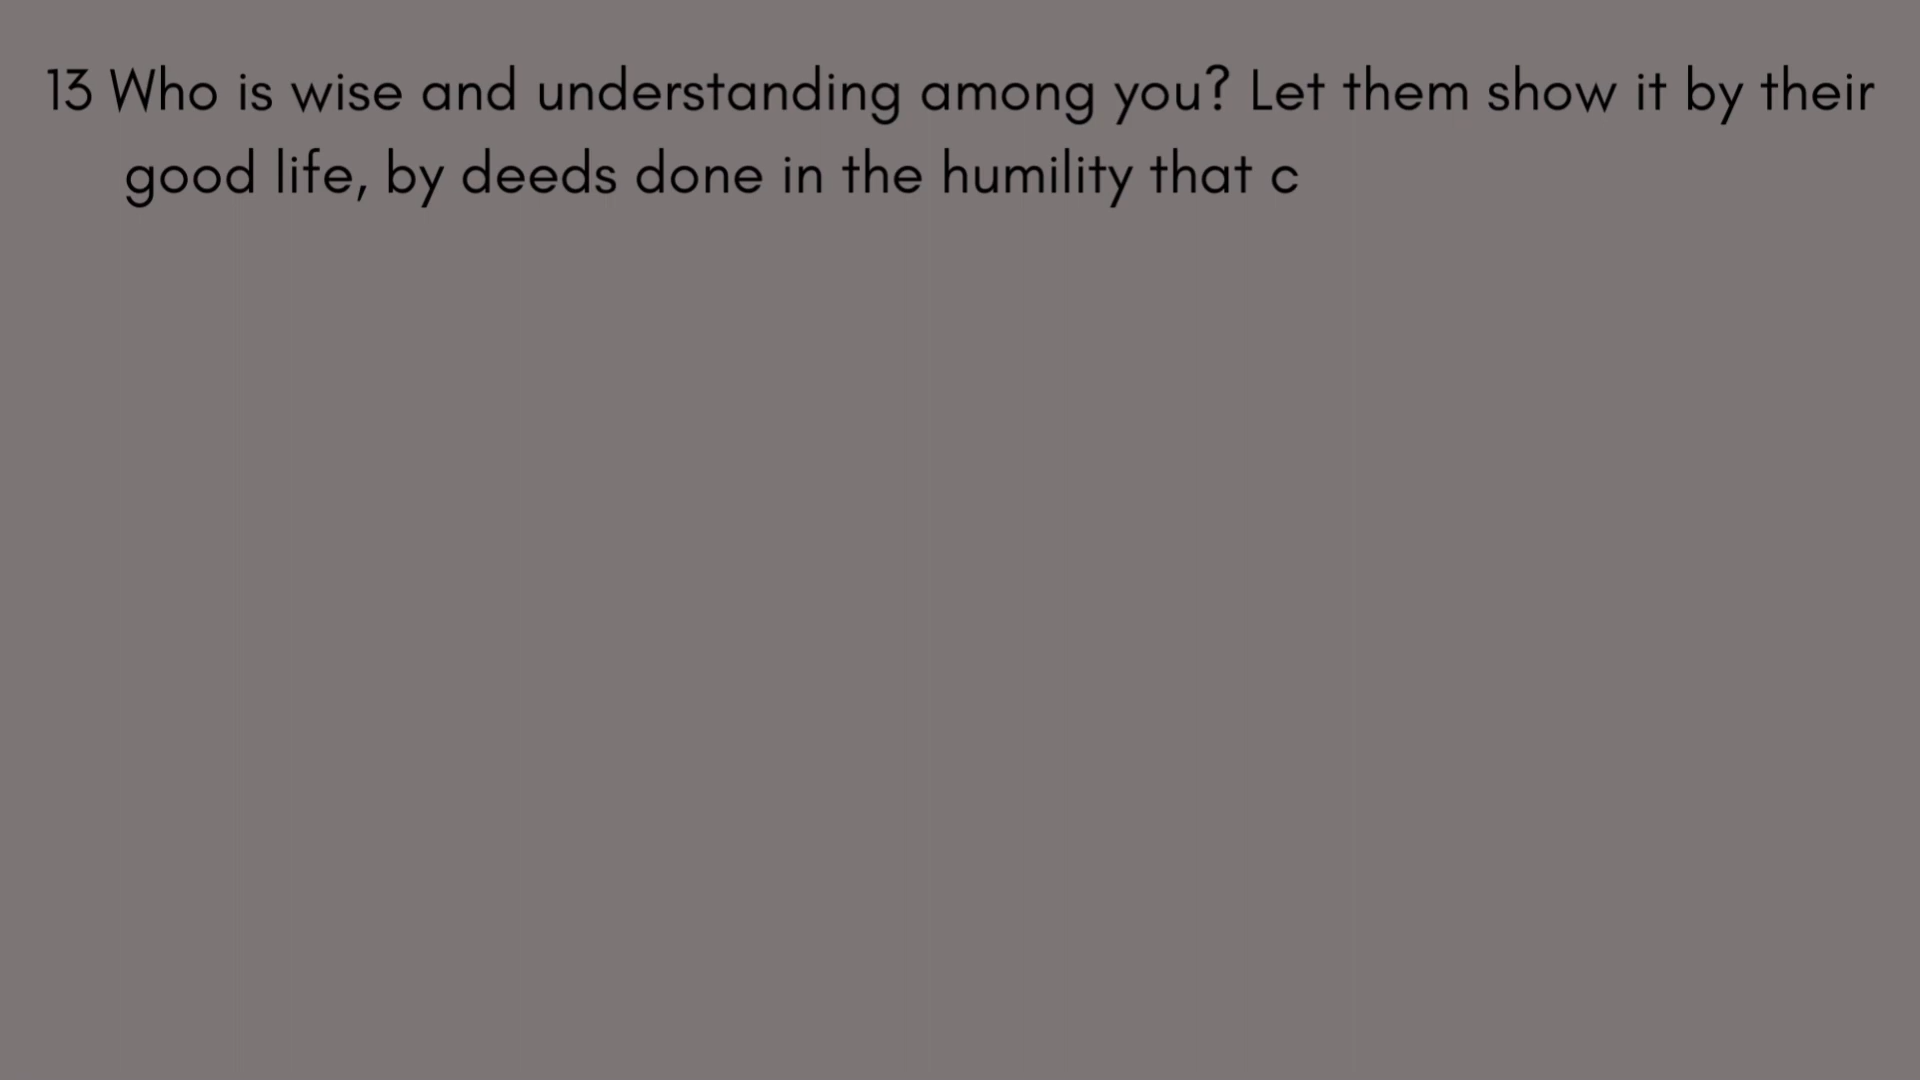 13 Who is wise and understanding among you? Let them show it by their
good life, by deeds done in the humility that c